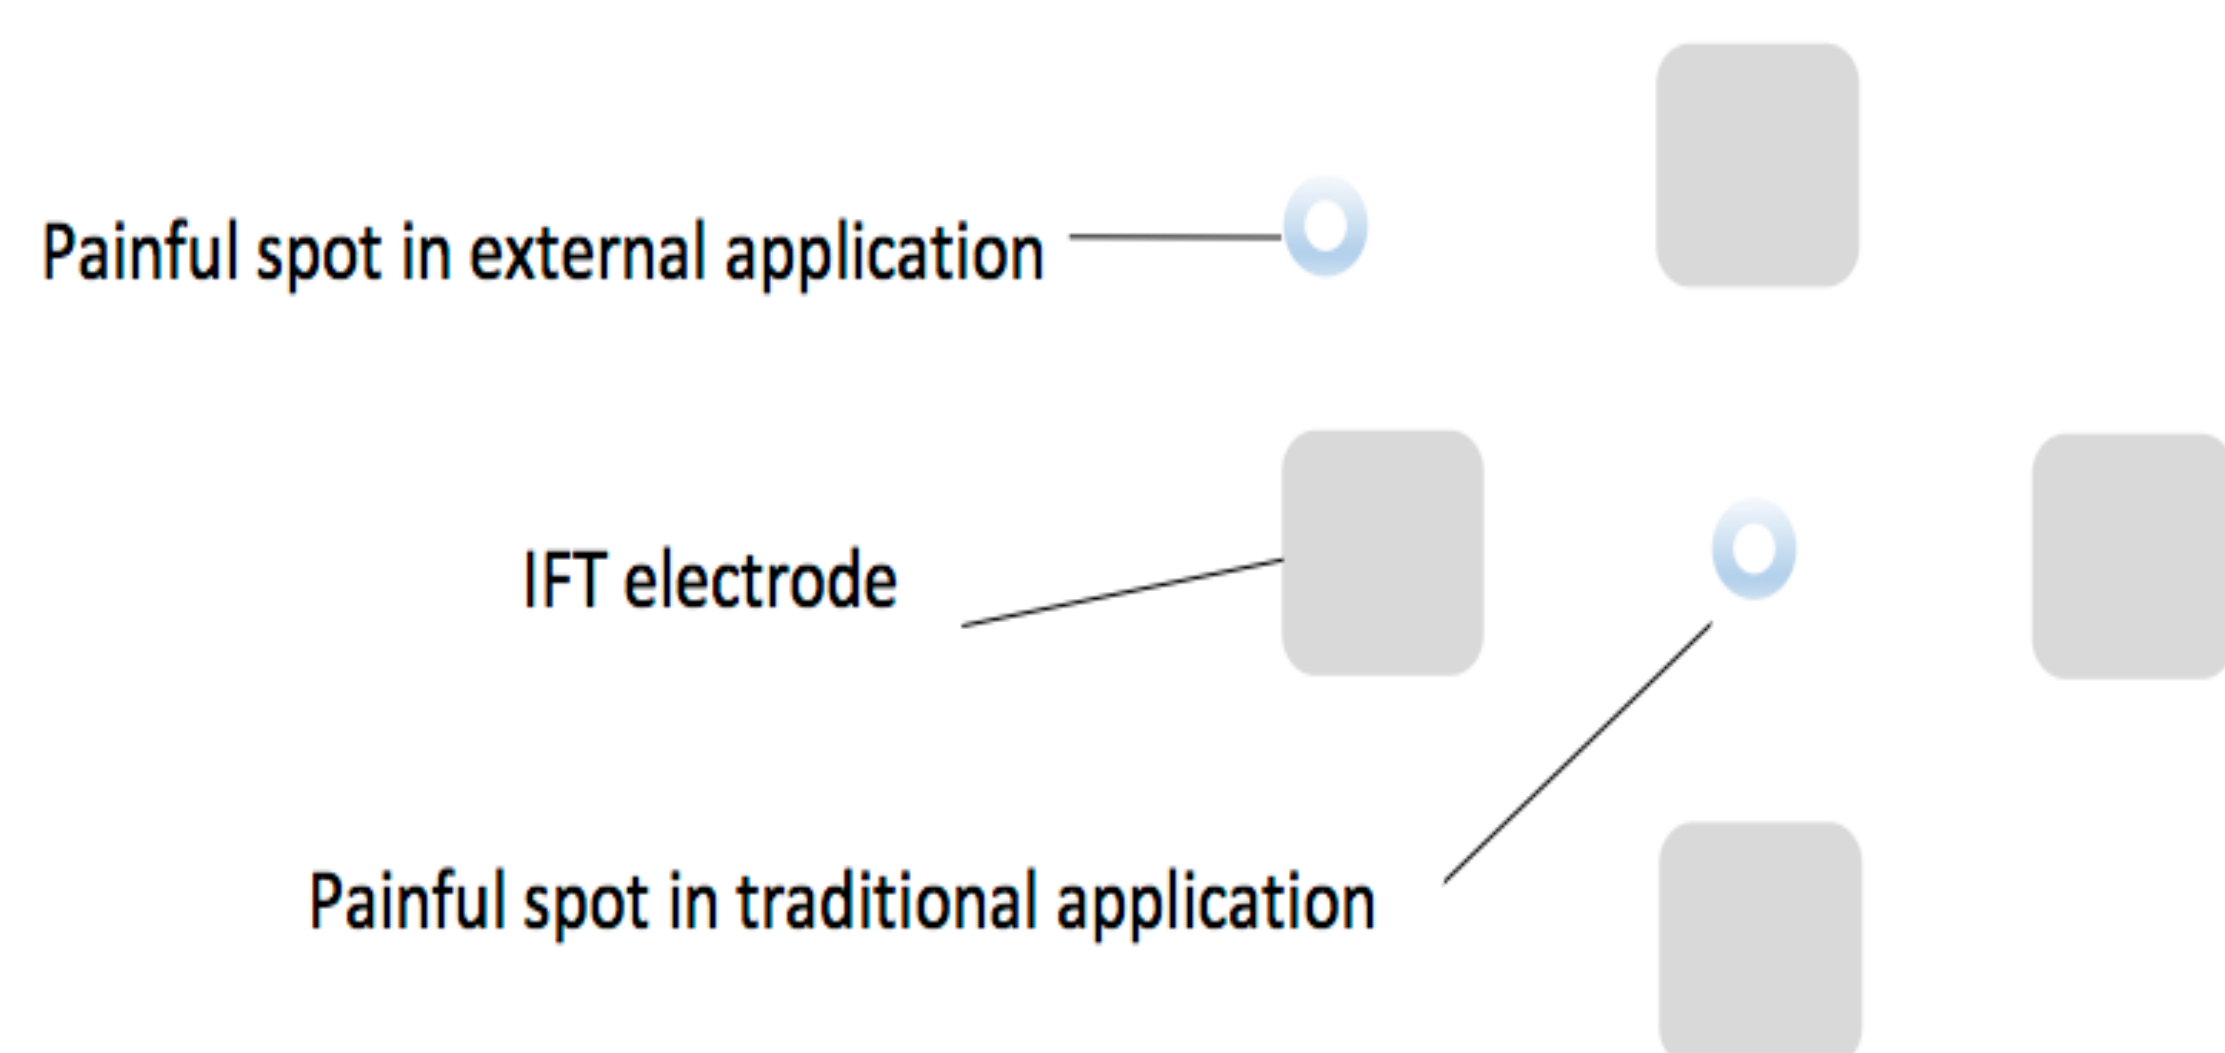 Painful spot in external application
IFT electrode
Painful spot in traditional application